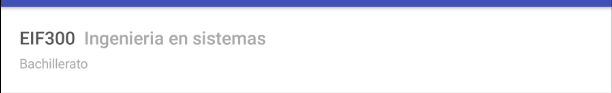 EIF300 Ingenieria en sistemas
Bachillerato